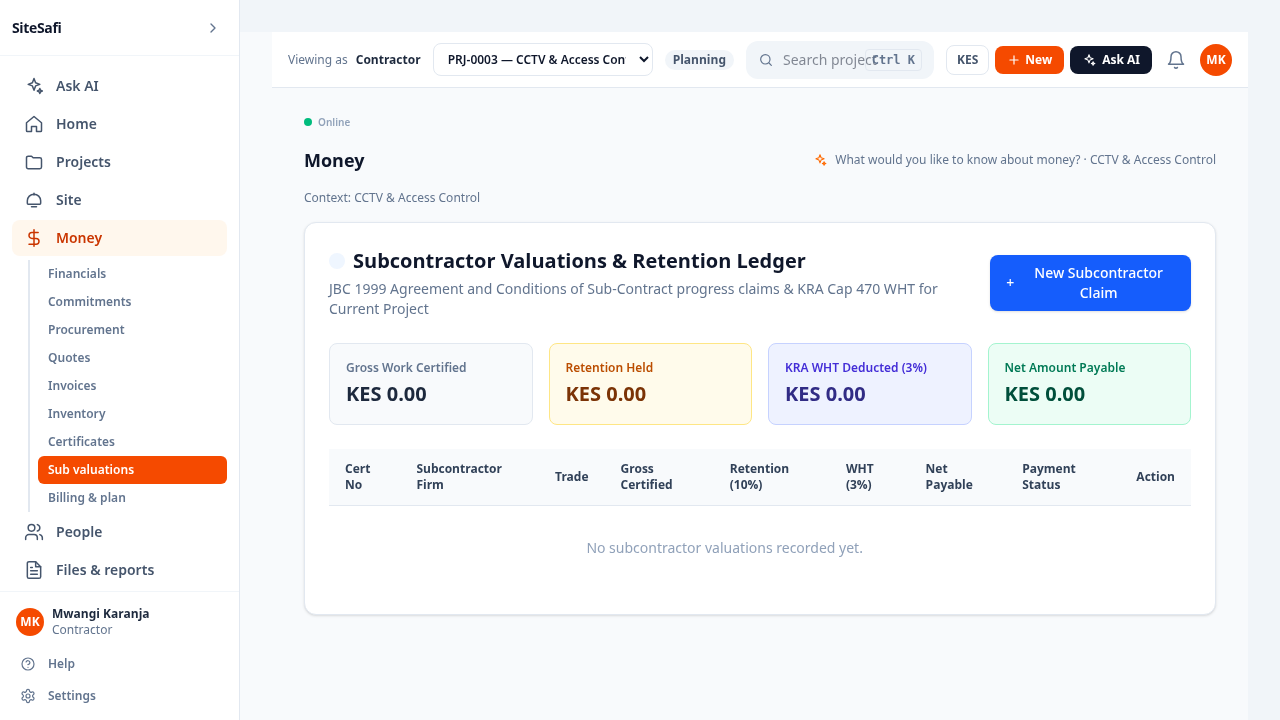 SiteSafi
Ask AI
Home
Projects
Site
Money
Financials
Commitments
Procurement
Quotes
Invoices
Inventory
Certificates
Sub valuations
Billing & plan
People
Files & reports
MK
Mwangi Karanja
Contractor
Help
Settings
Viewing as Contractor
PRJ-0003 — CCTV & Access Con
Planning
Search project
Ctrl K
KES
New
Ask AI
MK
Online
Money
What would you like to know about money? · CCTV & Access Control
Context: CCTV & Access Control
Subcontractor Valuations & Retention Ledger
JBC 1999 Agreement and Conditions of Sub-Contract progress claims & KRA Cap 470 WHT for
Current Project
+ New Subcontractor
Claim
Gross Work Certified
KES 0.00
Retention Held
KES 0.00
KRA WHT Deducted (3%)
KES 0.00
Net Amount Payable
KES 0.00
Cert
No
Subcontractor
Firm
Trade
Gross
Certified
Retention
(10%)
WHT
(3%)
Net
Payable
Payment
Status
Action
No subcontractor valuations recorded yet.